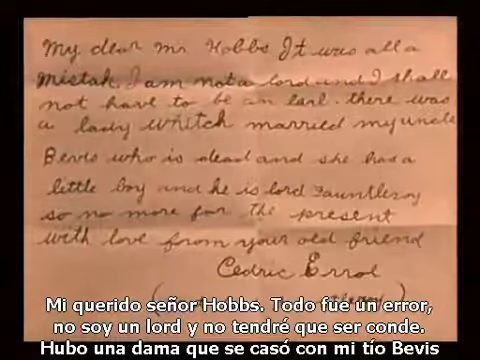 My dear Mr Hobbs It was all a
mistak I am not a lord and I shall
not have to be an earl. there was
a lady whitch married my uncle
Bevis who is dead and she has a
little boy and he is lord Fauntleroy
so no more for the present
with love from your old friend
Cedric Errol
Mi querido señor Hobbs. Todo fue un error,
no soy un lord y no tendré que ser conde.
Hubo una dama que se casó con mi tío Bevis